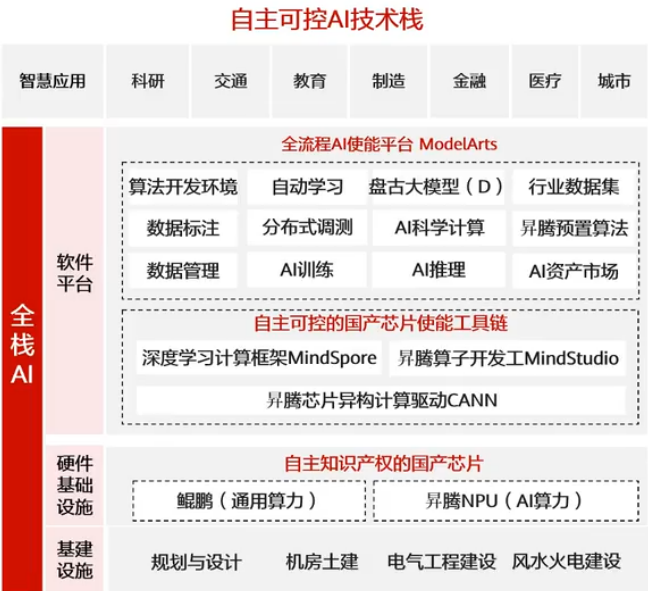 自主可控AI技术栈
智慧应用 科研 交通 教育 制造 金融 医疗 城市
全栈AI
软件平台
全流程AI使能平台 ModelArts
算法开发环境 自动学习 盘古大模型（D） 行业数据集
数据标注 分布式调测 AI科学计算 昇腾预置算法
数据管理 AI训练 AI推理 AI资产市场
自主可控的国产芯片使能工具链
深度学习计算框架MindSpore 昇腾算子开发工MindStudio
昇腾芯片异构计算驱动CANN
硬件基础设施
自主知识产权的国产芯片
鲲鹏（通用算力） 昇腾NPU（AI算力）
基建设施
规划与设计 机房土建 电气工程建设 风水火电建设